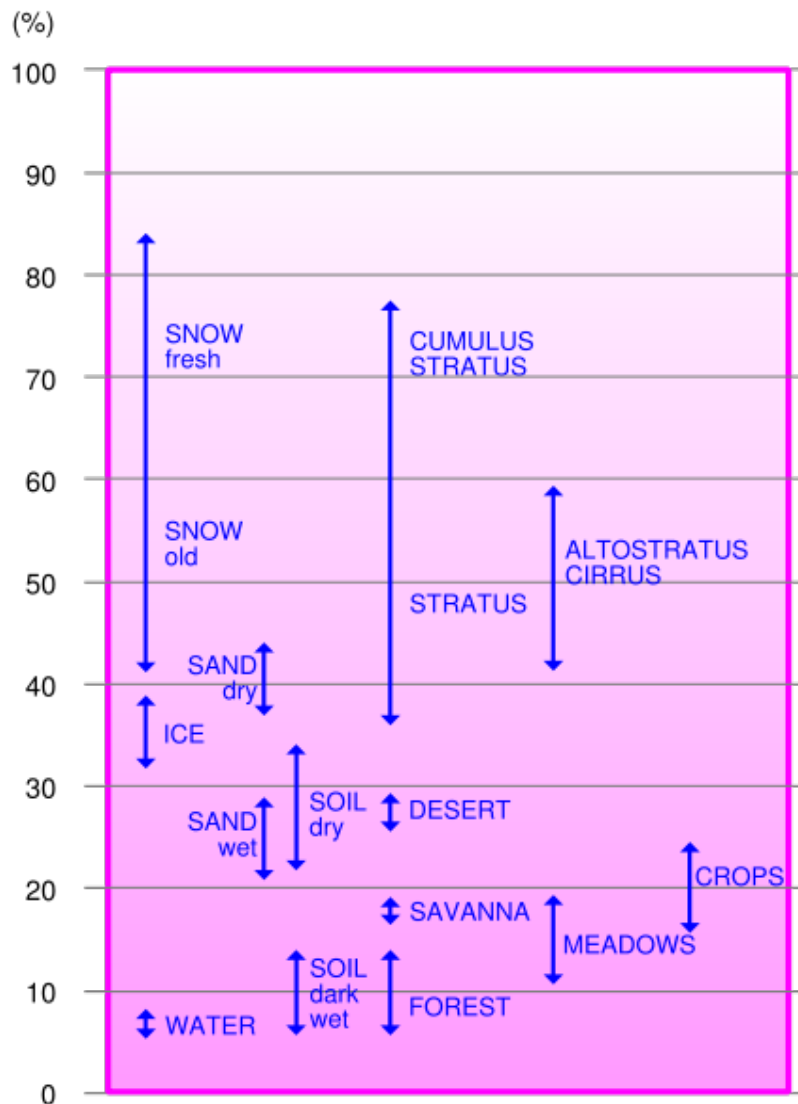 (%)
100
90
80
70
60
50
40
30
20
10
0
SNOW
fresh
SNOW
old
CUMULUS
STRATUS
STRATUS
ALTOSTRATUS
CIRRUS
SAND
dry
ICE
SAND
wet
SOIL
dry
DESERT
CROPS
SAVANNA
MEADOWS
SOIL
dark
wet
FOREST
WATER